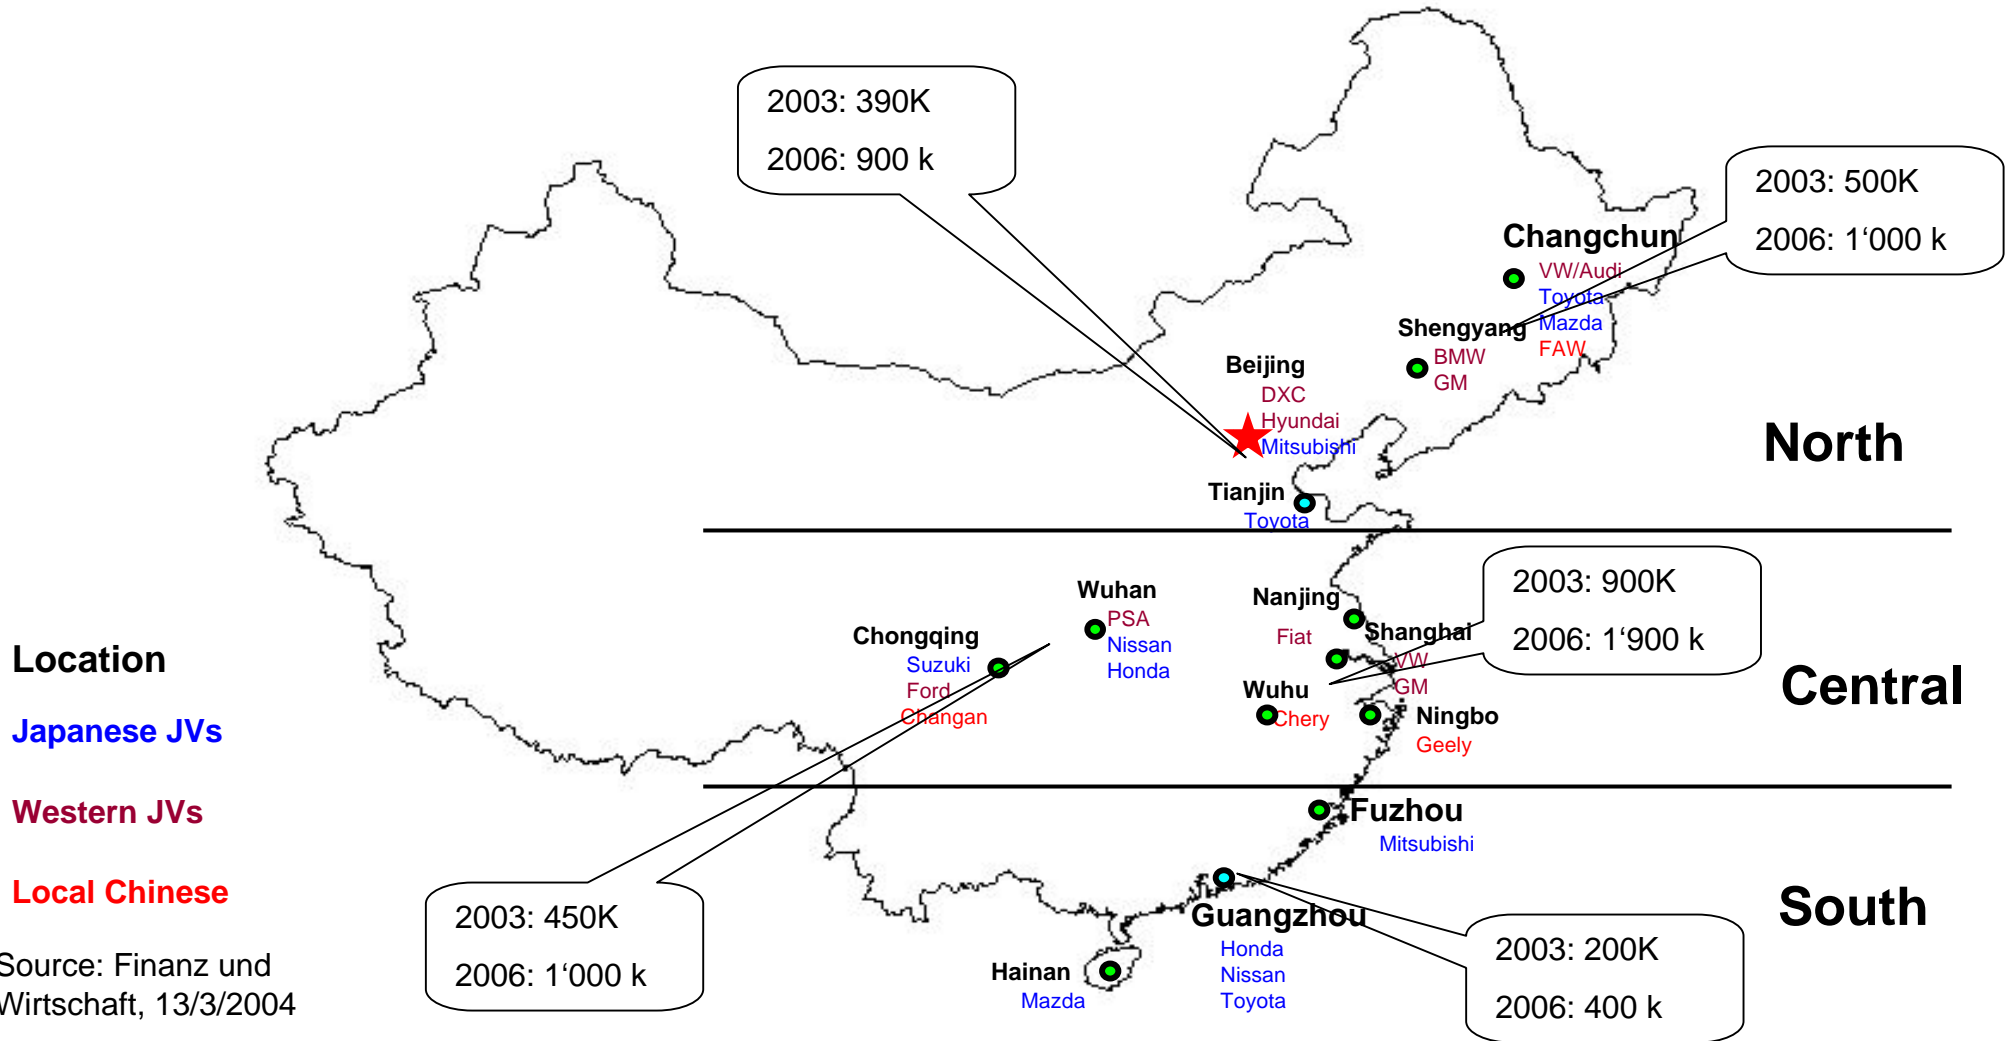 2003: 390K
2006: 900 k
2003: 500K
2006: 1‘000 k
Changchun
VW/Audi
Toyota
Mazda
FAW
Shengyang
BMW
GM
Beijing
DXC
Hyundai
Mitsubishi
North
Tianjin
Toyota
2003: 900K
2006: 1‘900 k
Wuhan
PSA
Nissan
Honda
Nanjing
Fiat
Shanghai
VW
GM
Chongqing
Suzuki
Ford
Changan
Wuhu
Chery
Ningbo
Geely
Central
Location
Japanese JVs
Western JVs
Local Chinese
Source: Finanz und
Wirtschaft, 13/3/2004
Fuzhou
Mitsubishi
2003: 450K
2006: 1‘000 k
Guangzhou
Honda
Nissan
Toyota
Hainan
Mazda
South
2003: 200K
2006: 400 k